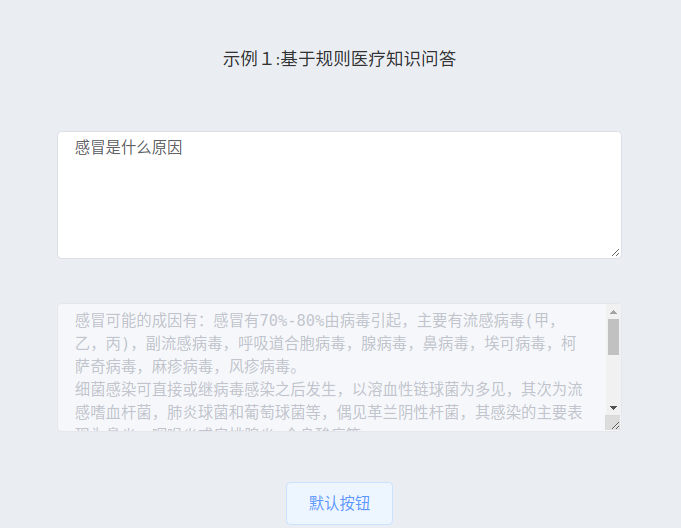 示例１:基于规则医疗知识问答
感冒是什么原因
感冒可能的成因有：感冒有70%-80%由病毒引起，主要有流感病毒(甲，
乙，丙)，副流感病毒，呼吸道合胞病毒，腺病毒，鼻病毒，埃可病毒，柯
萨奇病毒，麻疹病毒，风疹病毒。
细菌感染可直接或继病毒感染之后发生，以溶血性链球菌为多见，其次为流
感嗜血杆菌，肺炎球菌和葡萄球菌等，偶见革兰阴性杆菌，其感染的主要表
默认按钮